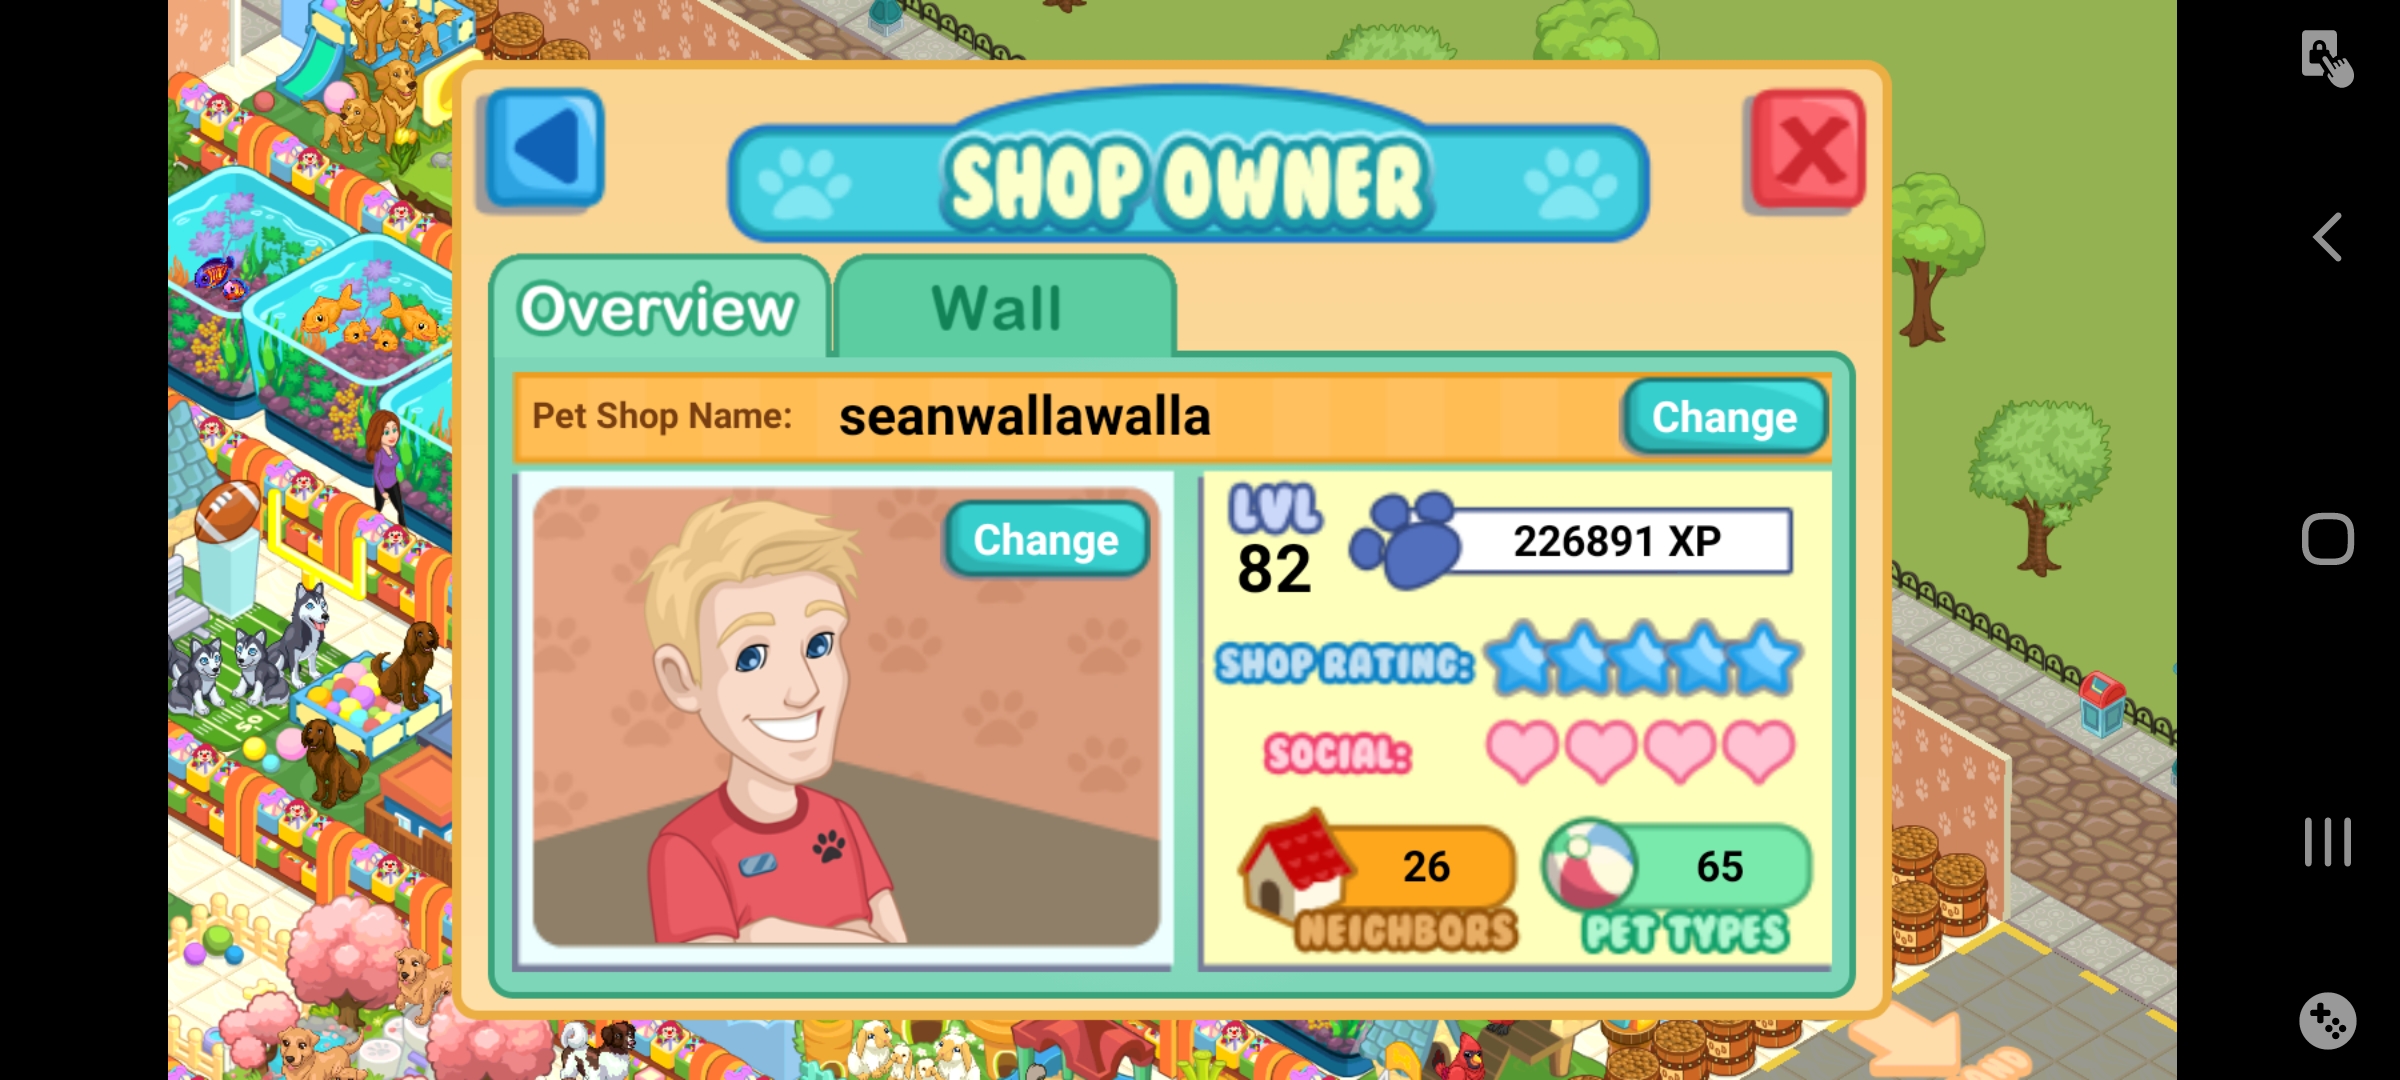 SHOP OWNER
Overview
Wall
Pet Shop Name: seanwallawalla
Change
Change
LVL
82
226891 XP
SHOP RATING:
SOCIAL:
26
NEIGHBORS
65
PET TYPES
50